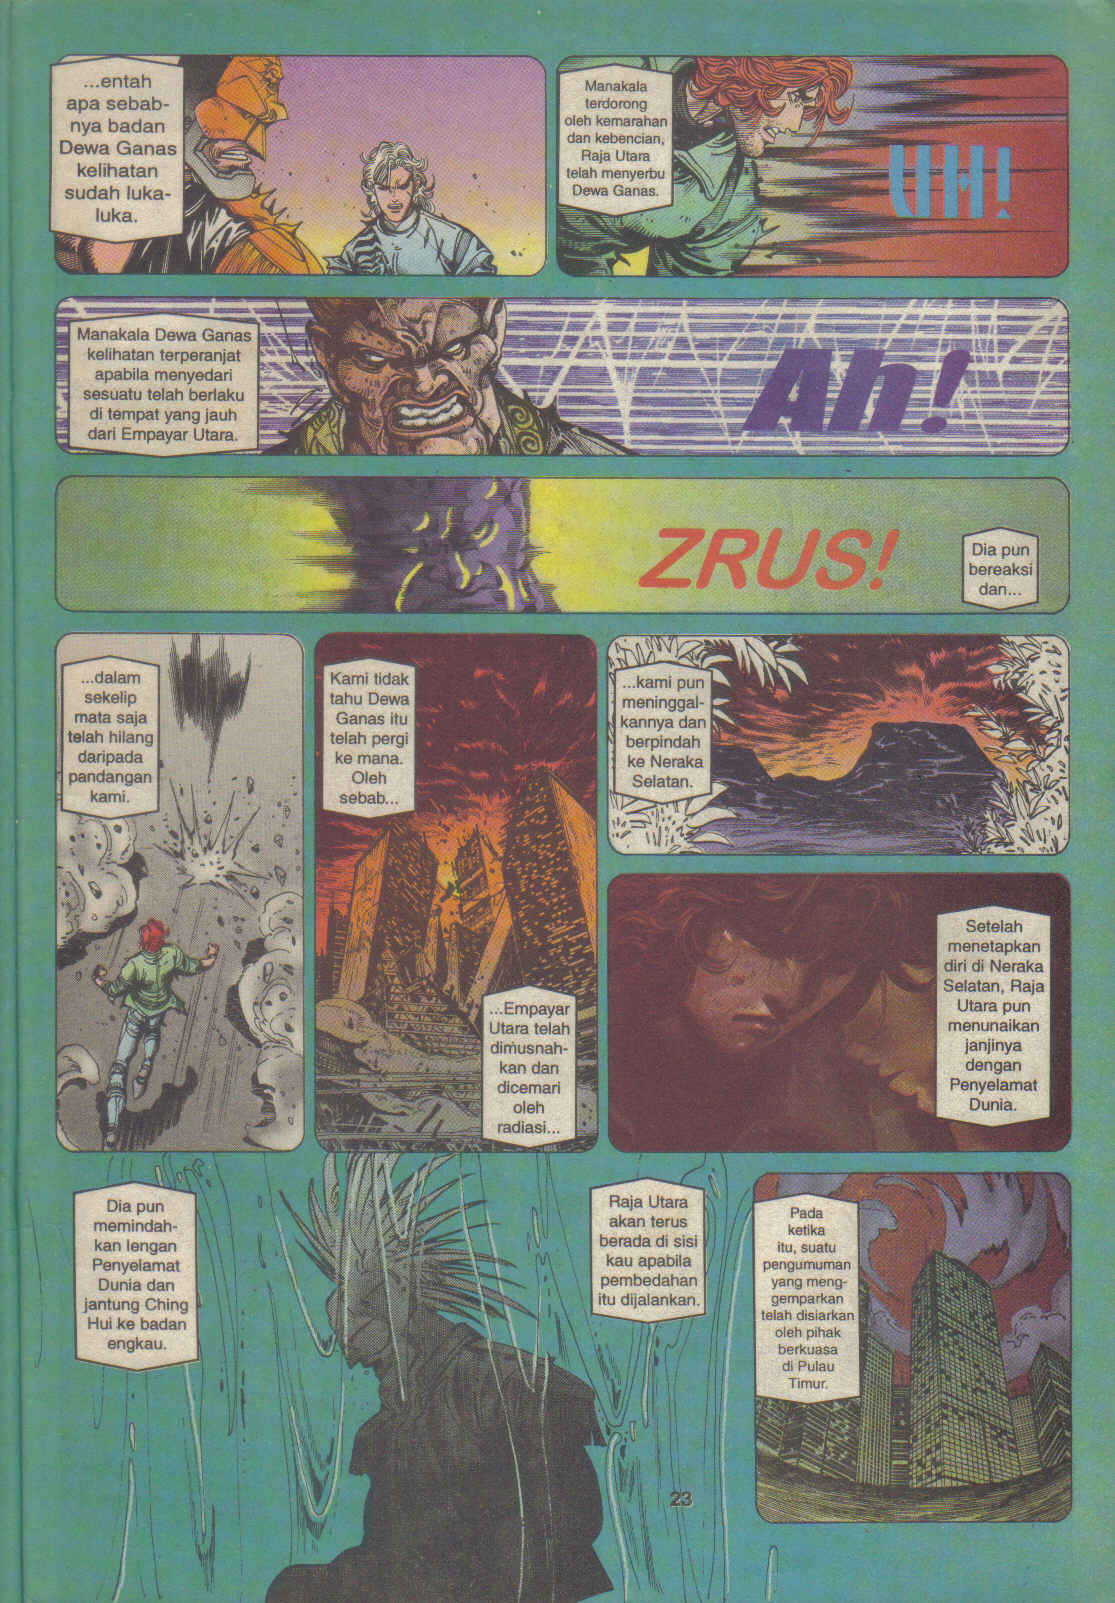 ...entah
apa sebab-
nya badan
Dewa Ganas
kelihatan
sudah luka-
luka.
Manakala
terdorong
oleh kemarahan
dan kebencian,
Raja Utara
telah menyerbu
Dewa Ganas.
UH!
Manakala Dewa Ganas
kelihatan terperanjat
apabila menyedari
sesuatu telah berlaku
di tempat yang jauh
dari Empayar Utara.
Ah!
ZRUS!
Dia pun
bereaksi
dan...
...dalam
sekelip
mata saja
telah hilang
daripada
pandangan
kami.
Kami tidak
tahu Dewa
Ganas itu
telah pergi
ke mana.
Oleh
sebab...
...Empayar
Utara telah
dimusnah-
kan dan
dicemari
oleh
radiasi...
...kami pun
meninggal-
kannya dan
berpindah
ke Neraka
Selatan.
Setelah
menetapkan
diri di Neraka
Selatan, Raja
Utara pun
menunaikan
janjinya
dengan
Penyelamat
Dunia.
Dia pun
memindah-
kan lengan
Penyelamat
Dunia dan
jantung Ching
Hui ke badan
engkau.
Raja Utara
akan terus
berada di sisi
kau apabila
pembedahan
itu dijalankan.
Pada
ketika
itu, suatu
pengumuman
yang meng-
gemparkan
telah disiarkan
oleh pihak
berkuasa
di Pulau
Timur.
23